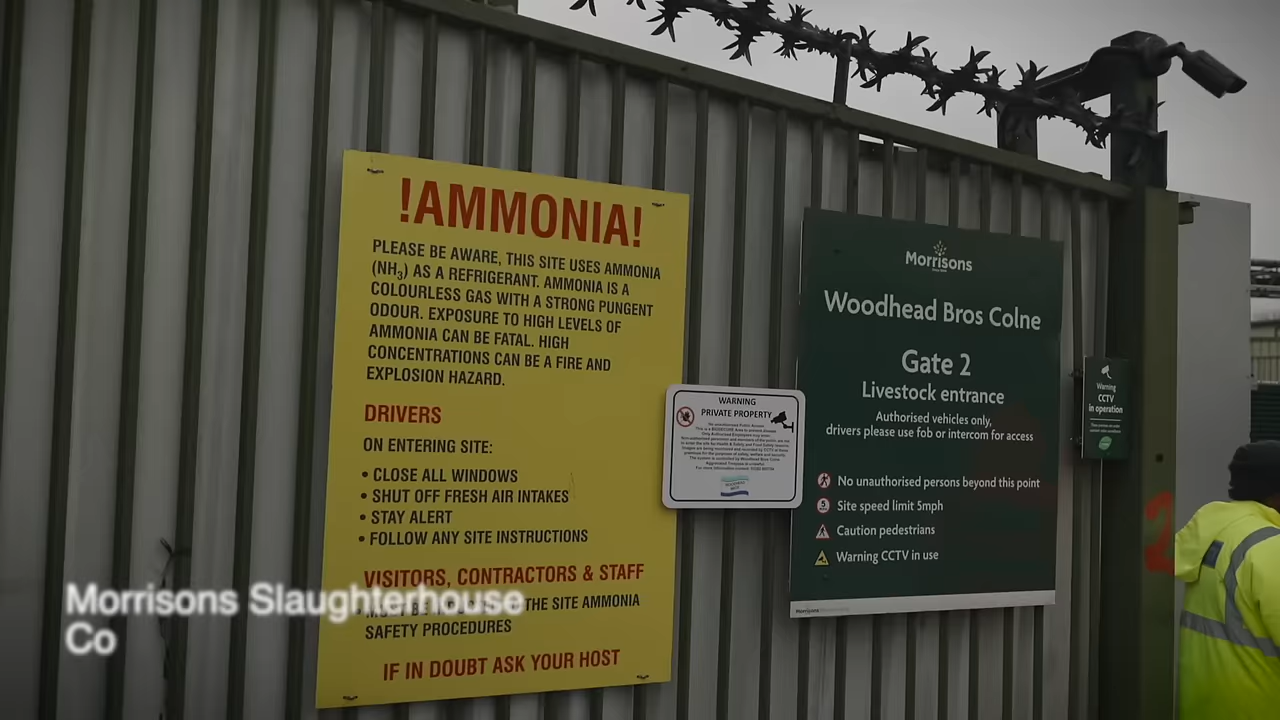 !AMMONIA!
PLEASE BE AWARE, THIS SITE USES AMMONIA
(NH3) AS A REFRIGERANT. AMMONIA IS A
COLOURLESS GAS WITH A STRONG PUNGENT
ODOUR. EXPOSURE TO HIGH LEVELS OF
AMMONIA CAN BE FATAL. HIGH
CONCENTRATIONS CAN BE A FIRE AND
EXPLOSION HAZARD.
DRIVERS
ON ENTERING SITE:
• CLOSE ALL WINDOWS
• SHUT OFF FRESH AIR INTAKES
• STAY ALERT
• FOLLOW ANY SITE INSTRUCTIONS
VISITORS, CONTRACTORS & STAFF
• MUST BE THE SITE AMMONIA
SAFETY PROCEDURES
IF IN DOUBT ASK YOUR HOST
WARNING
PRIVATE PROPERTY
Morrisons
Woodhead Bros Colne
Gate 2
Livestock entrance
Authorised vehicles only,
drivers please use fob or intercom for access
No unauthorised persons beyond this point
5
Site speed limit 5mph
Caution pedestrians
Warning CCTV in use
Morrisons
Warning
CCTV
in operation
2
Morrisons Slaughterhouse
Co